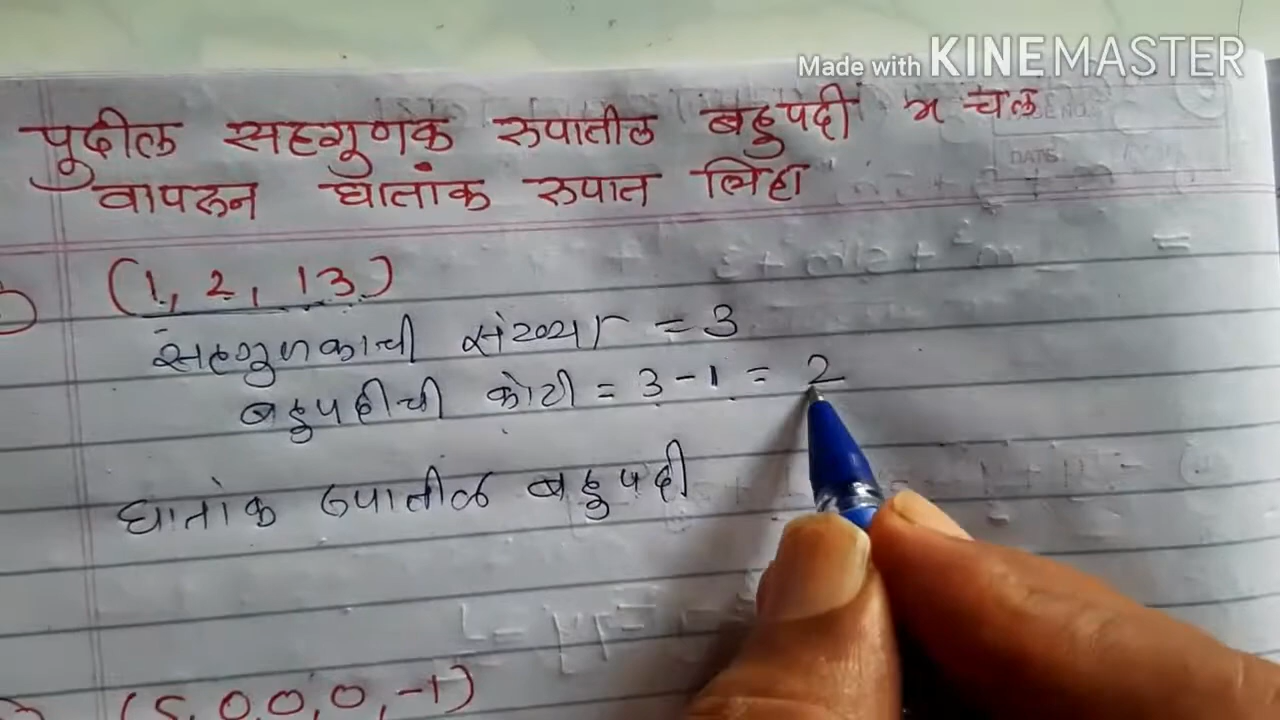 Made with KINEMASTER
पुढील सहगुणक रुपातील बहुपदी x चल
वापरून घातांक रुपात लिहा
DATE:
(1, 2, 13)
सहगुणकाची संख्या = 3
बहुपदीची कोटी = 3 - 1 = 2
घातांक रुपातील बहुपदी
(5, 0, 0, 0, -1)